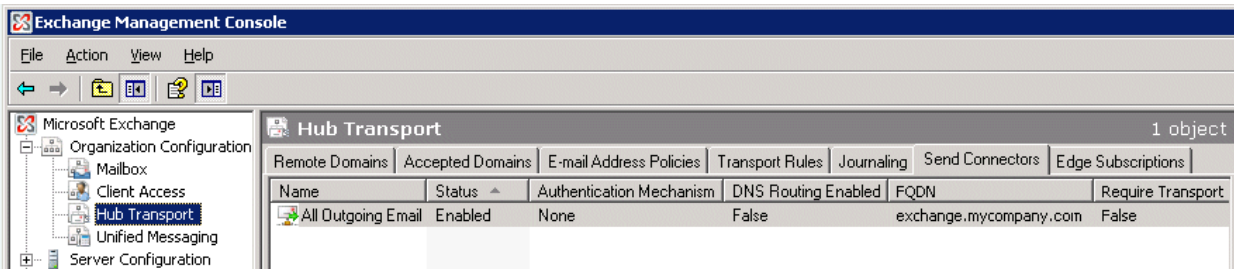 Exchange Management Console
File Action View Help
Microsoft Exchange
Organization Configuration
Mailbox
Client Access
Hub Transport
Unified Messaging
Server Configuration
Hub Transport 1 object
Remote Domains Accepted Domains E-mail Address Policies Transport Rules Journaling Send Connectors Edge Subscriptions
Name Status Authentication Mechanism DNS Routing Enabled FQDN Require Transport
All Outgoing Email Enabled None False exchange.mycompany.com False